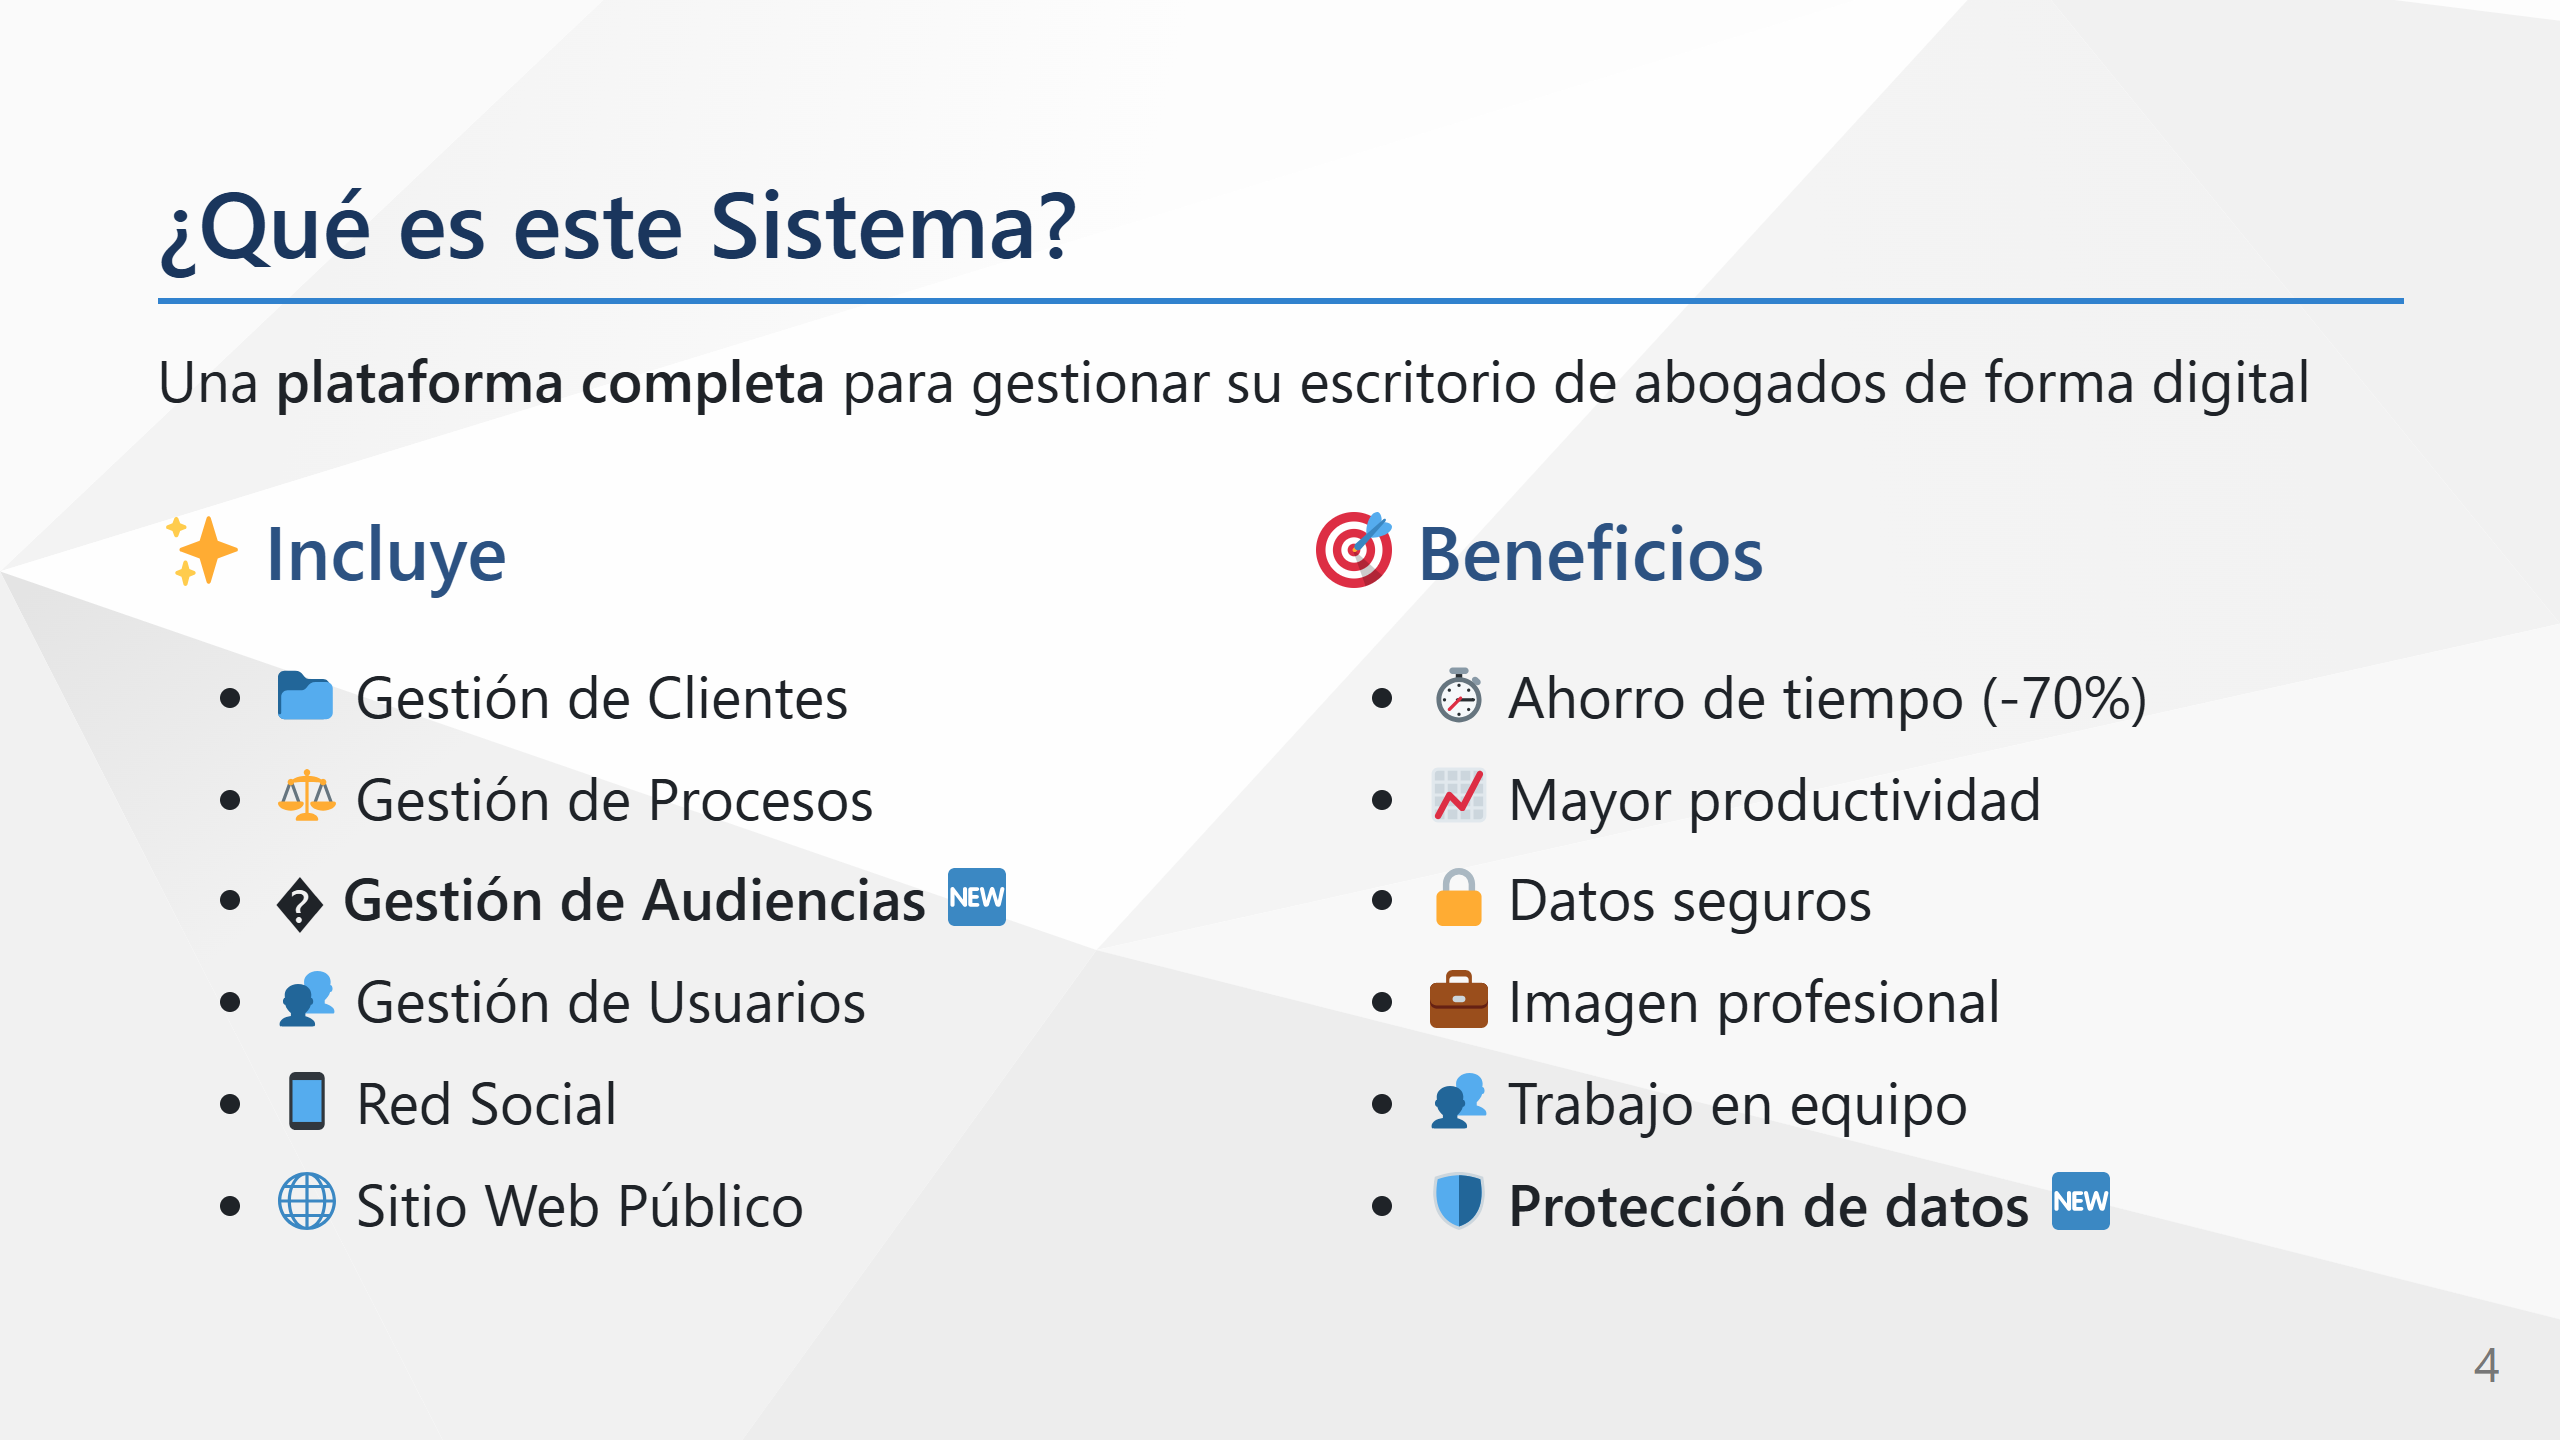 ¿Qué es este Sistema?
Una plataforma completa para gestionar su escritorio de abogados de forma digital
✨ Incluye
• 📂 Gestión de Clientes
• ⚖️ Gestión de Procesos
• � Gestión de Audiencias 🆕
• 👥 Gestión de Usuarios
• 📱 Red Social
• 🌐 Sitio Web Público
🎯 Beneficios
• ⏱️ Ahorro de tiempo (-70%)
• 📈 Mayor productividad
• 🔒 Datos seguros
• 💼 Imagen profesional
• 👥 Trabajo en equipo
• 🛡️ Protección de datos 🆕
4